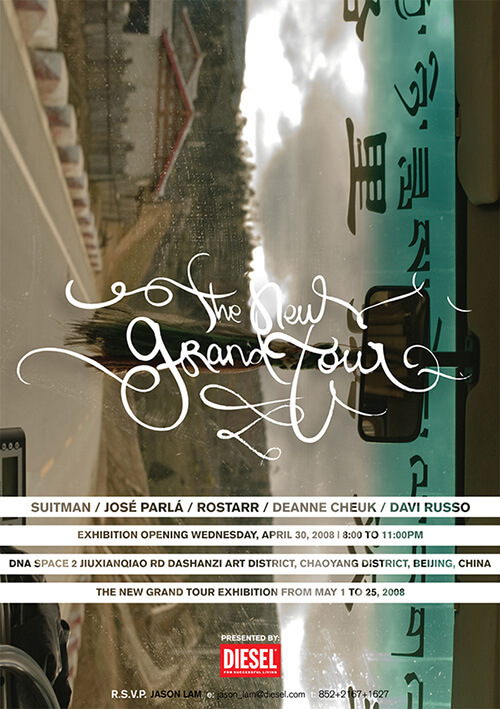 里
The New
grand Tour
SUITMAN / JOSÉ PARLÁ / ROSTARR / DEANNE CHEUK / DAVI RUSSO
EXHIBITION OPENING WEDNESDAY, APRIL 30, 2008 | 8:00 TO 11:00PM
DNA SPACE 2 JIUXIANQIAO RD DASHANZI ART DISTRICT, CHAOYANG DISTRICT, BEIJING, CHINA
THE NEW GRAND TOUR EXHIBITION FROM MAY 1 TO 25, 2008
PRESENTED BY:
DIESEL
FOR SUCCESSFUL LIVING
R.S.V.P. JASON LAM e: jason_lam@diesel.com t: 852+2167+1627